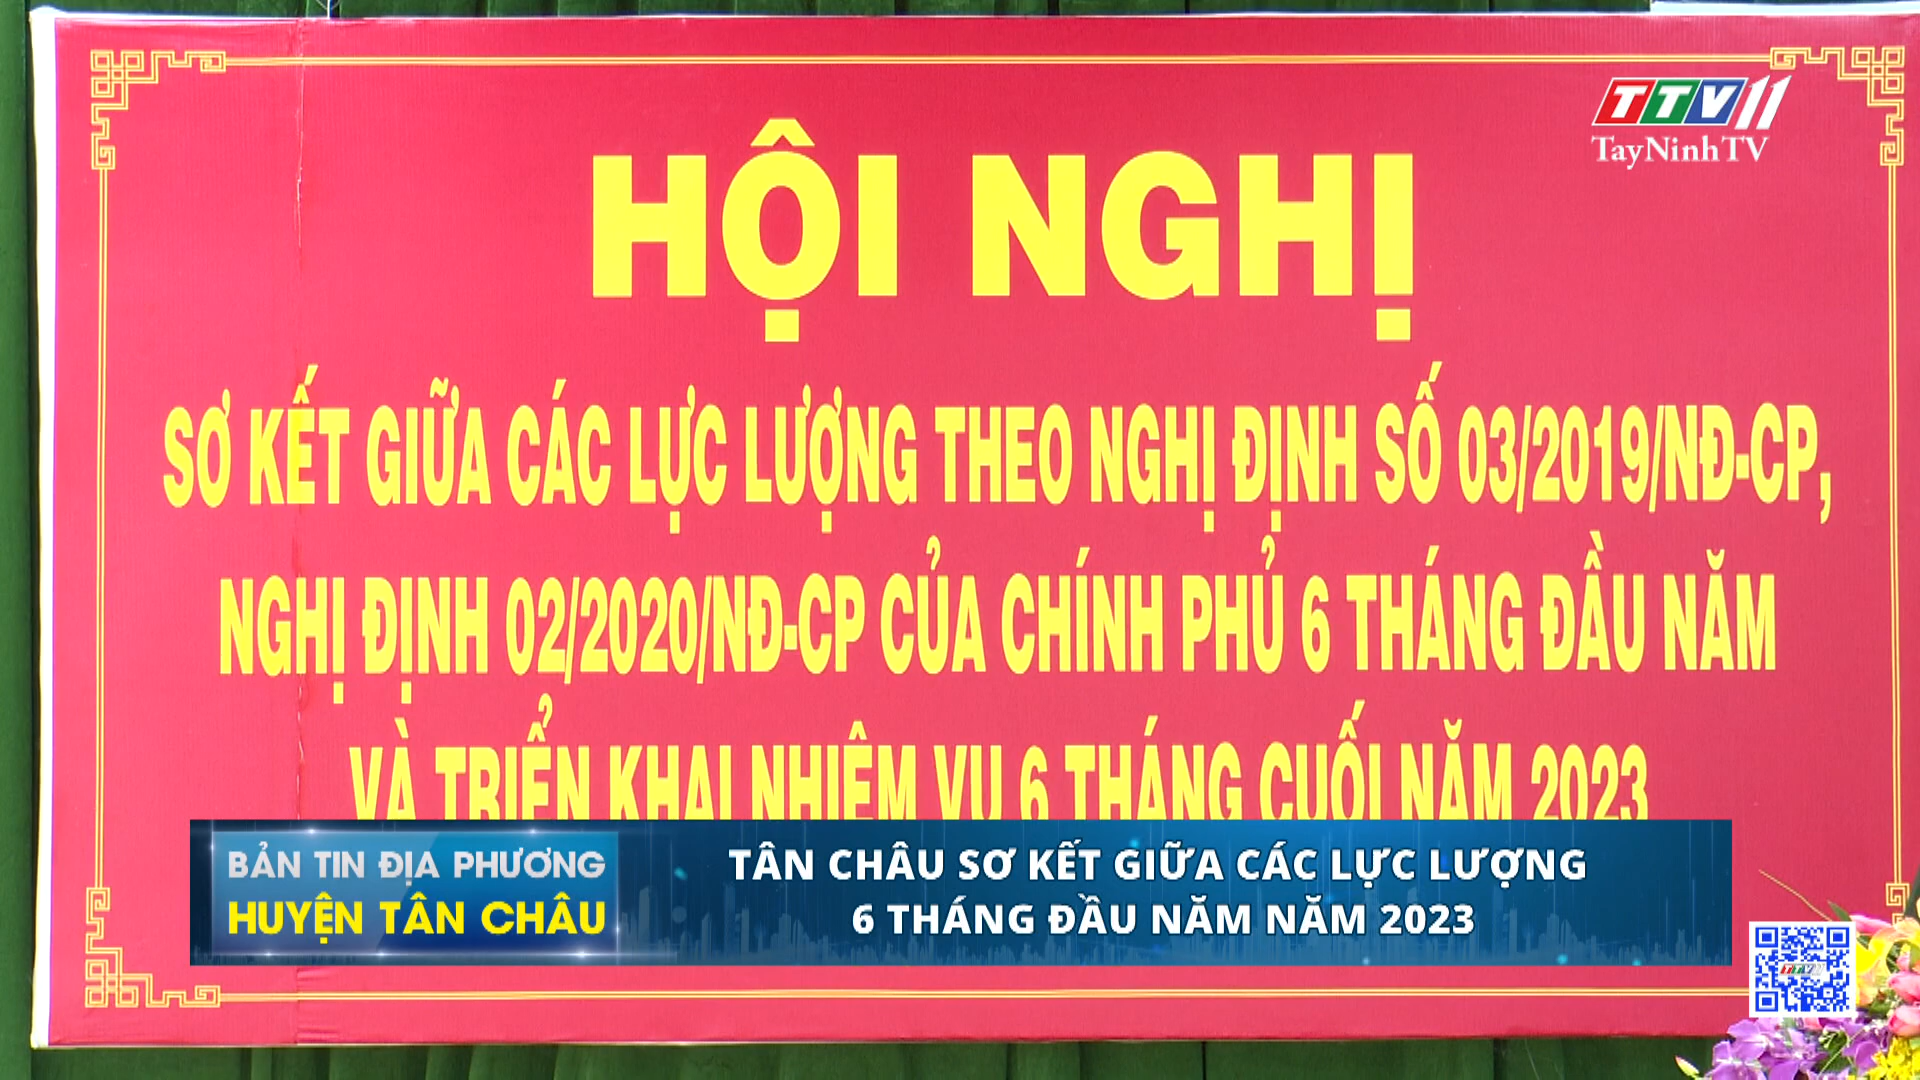 TTV11
TayNinhTV
HỘI NGHỊ
SƠ KẾT GIỮA CÁC LỰC LƯỢNG THEO NGHỊ ĐỊNH SỐ 03/2019/NĐ-CP,
NGHỊ ĐỊNH 02/2020/NĐ-CP CỦA CHÍNH PHỦ 6 THÁNG ĐẦU NĂM
VÀ TRIỂN KHAI NHIỆM VỤ 6 THÁNG CUỐI NĂM 2023
BẢN TIN ĐỊA PHƯƠNG
HUYỆN TÂN CHÂU
TÂN CHÂU SƠ KẾT GIỮA CÁC LỰC LƯỢNG
6 THÁNG ĐẦU NĂM NĂM 2023
TTV11